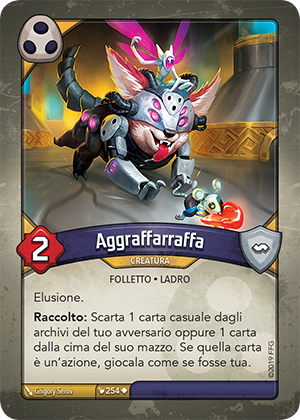 2
Aggraffarraffa
CREATURA
FOLLETTO • LADRO
Elusione.
Raccolto: Scarta 1 carta casuale dagli
archivi del tuo avversario oppure 1 carta
dalla cima del suo mazzo. Se quella carta
è un'azione, giocala come se fosse tua.
©2019 FFG
Grigory Serov
254